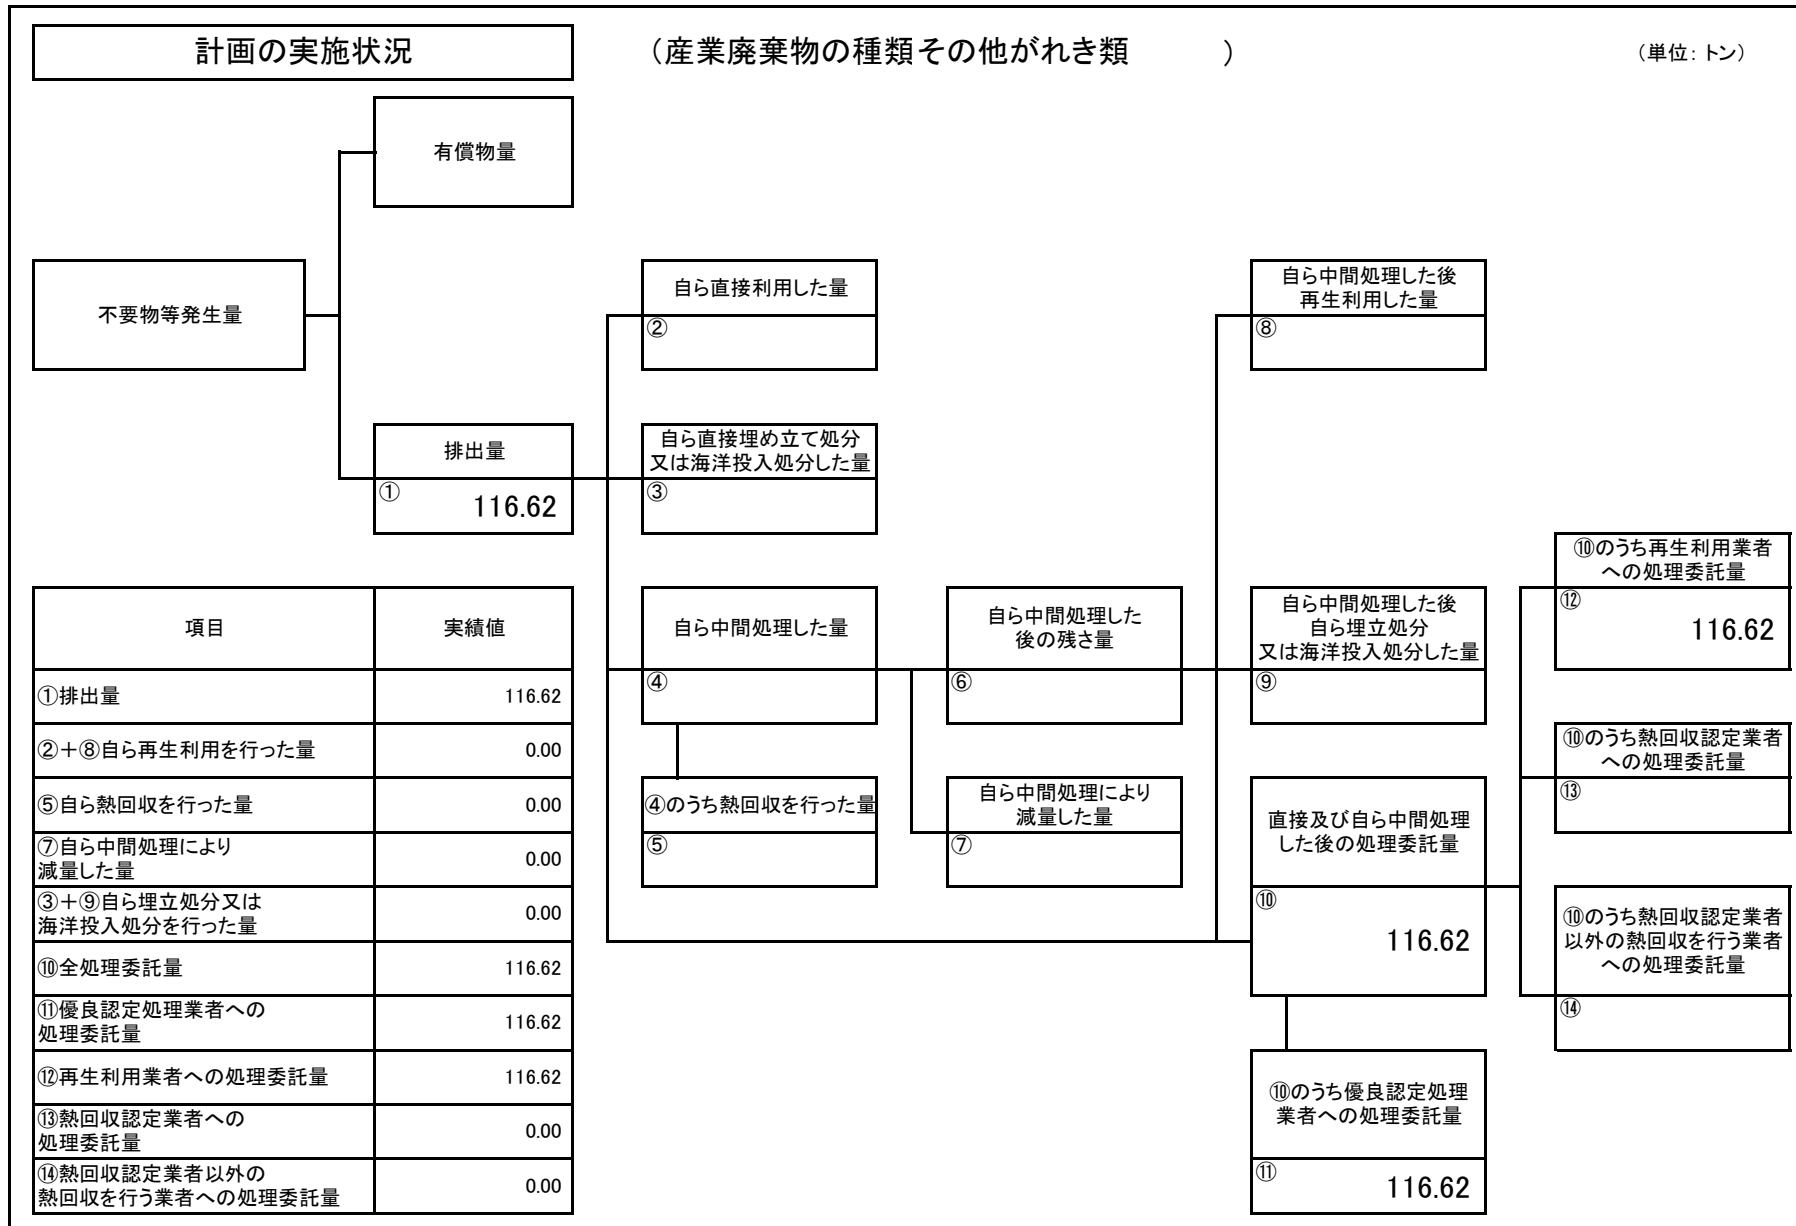 計画の実施状況
（産業廃棄物の種類その他がれき類　　　）
（単位：トン）
有償物量
不要物等発生量
自ら直接利用した量
②
自ら中間処理した後
再生利用した量
⑧
排出量
① 116.62
自ら直接埋め立て処分
又は海洋投入処分した量
③
⑩のうち再生利用業者
への処理委託量
⑫
116.62
自ら中間処理した量
④
自ら中間処理した
後の残さ量
⑥
自ら中間処理した後
自ら埋立処分
又は海洋投入処分した量
⑨
⑩のうち熱回収認定業者
への処理委託量
⑬
④のうち熱回収を行った量
⑤
自ら中間処理により
減量した量
⑦
直接及び自ら中間処理
した後の処理委託量
⑩
116.62
⑩のうち熱回収認定業者
以外の熱回収を行う業者
への処理委託量
⑭
⑩のうち優良認定処理
業者への処理委託量
⑪ 116.62
項目 実績値
①排出量 116.62
②＋⑧自ら再生利用を行った量 0.00
⑤自ら熱回収を行った量 0.00
⑦自ら中間処理により
減量した量 0.00
③＋⑨自ら埋立処分又は
海洋投入処分を行った量 0.00
⑩全処理委託量 116.62
⑪優良認定処理業者への
処理委託量 116.62
⑫再生利用業者への処理委託量 116.62
⑬熱回収認定業者への
処理委託量 0.00
⑭熱回収認定業者以外の
熱回収を行う業者への処理委託量 0.00